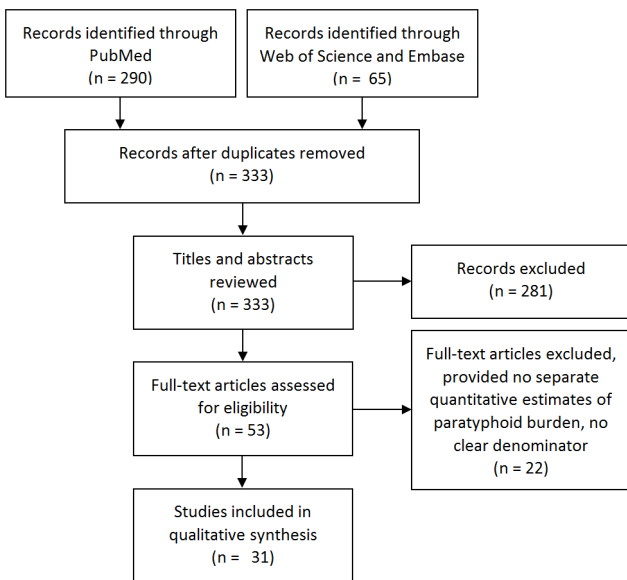 Records identified through
PubMed
(n = 290)
Records identified through
Web of Science and Embase
(n = 65)
Records after duplicates removed
(n = 333)
Titles and abstracts
reviewed
(n = 333)
Records excluded
(n = 281)
Full-text articles assessed
for eligibility
(n = 53)
Full-text articles excluded,
provided no separate
quantitative estimates of
paratyphoid burden, no
clear denominator
(n = 22)
Studies included in
qualitative synthesis
(n = 31)